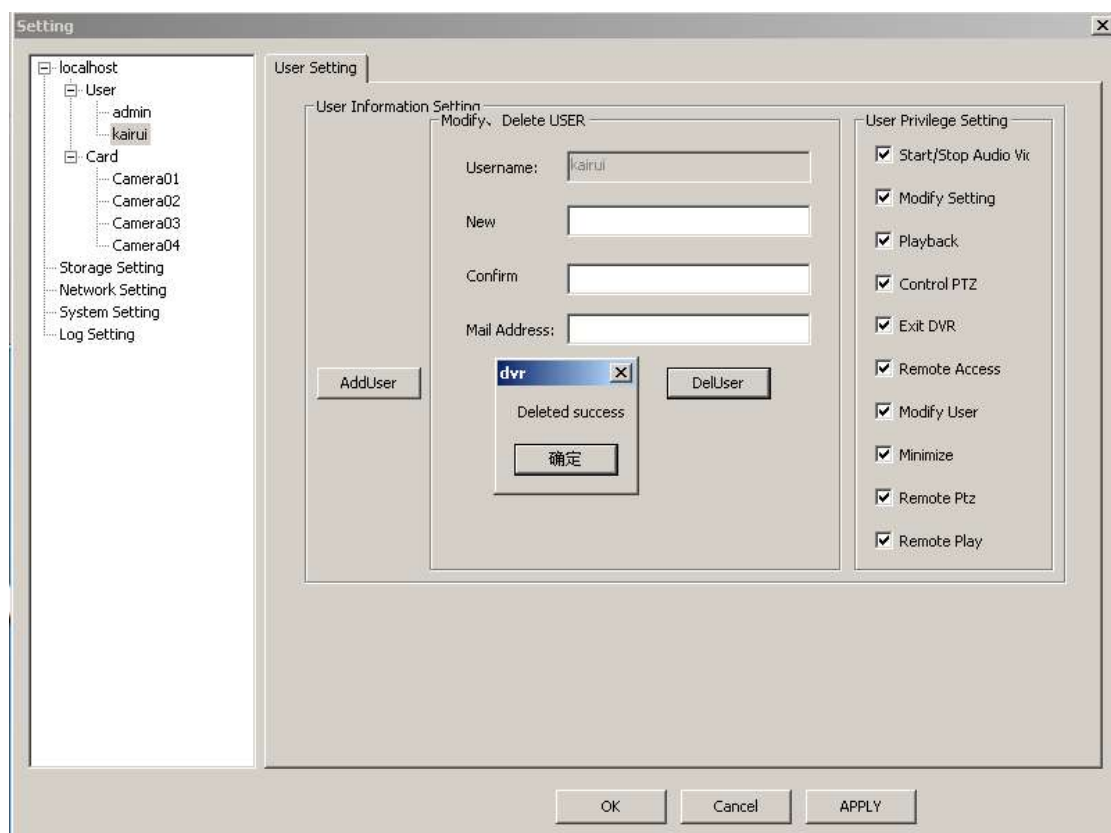 Setting
localhost
User
admin
kairui
Card
Camera01
Camera02
Camera03
Camera04
Storage Setting
Network Setting
System Setting
Log Setting
User Setting
User Information Setting
Modify、Delete USER
Username:
kairui
New
Confirm
Mail Address:
AddUser
DelUser
dvr
Deleted success
确定
User Privilege Setting
Start/Stop Audio Vic
Modify Setting
Playback
Control PTZ
Exit DVR
Remote Access
Modify User
Minimize
Remote Ptz
Remote Play
OK
Cancel
APPLY